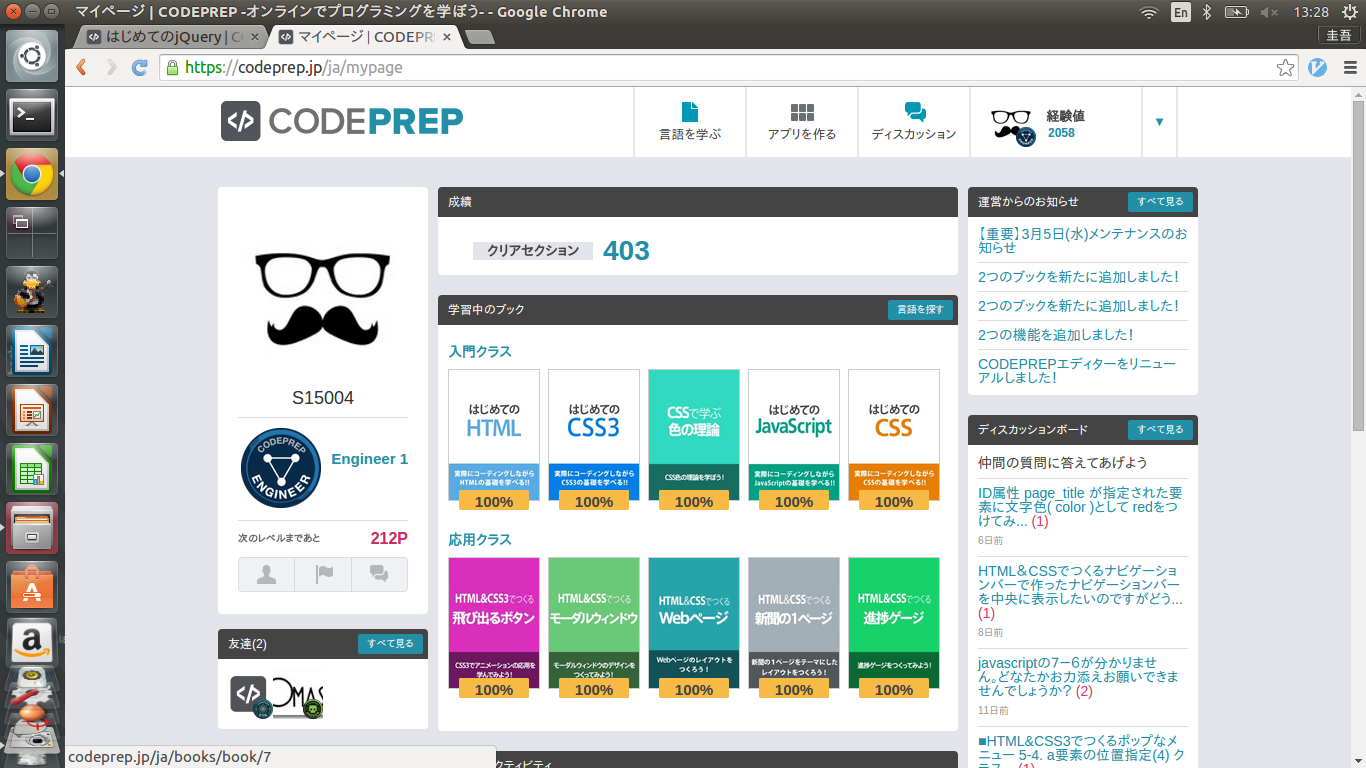 マイページ | CODEPREP -オンラインでプログラミングを学ぼう- - Google Chrome
En
13:28
はじめてのjQuery | C
マイページ | CODEPR
圭吾
https://codeprep.jp/ja/mypage
CODEPREP
言語を学ぶ
アプリを作る
ディスカッション
経験値
2058
S15004
CODEPREP
ENGINEER
Engineer 1
次のレベルまであと
212P
友達(2)
すべて見る
成績
クリアセクション
403
学習中のブック
言語を探す
入門クラス
はじめての
HTML
実際にコーディングしながら
HTMLの基礎を学べる!!
100%
はじめての
CSS3
実際にコーディングしながら
CSS3の基礎を学べる!!
100%
CSSで学ぶ
色の理論
CSS色の理論を学ぼう!
100%
はじめての
JavaScript
実際にコーディングしながら
JavaScriptの基礎を学べる!!
100%
はじめての
CSS
実際にコーディングしながら
CSSの基礎を学べる!!
100%
応用クラス
HTML&CSS3でつくる
飛び出るボタン
CSS3でアニメーションの応用を
学んでみよう!
100%
HTML&CSSでつくる
モーダルウィンドウ
モーダルウィンドウのデザインを
つくってみよう!
100%
HTML&CSSでつくる
Webページ
Webページのレイアウトを
つくろう!
100%
HTML&CSSでつくる
新聞の1ページ
新聞の1ページをテーマにした
レイアウトをつくろう!
100%
HTML&CSSでつくる
進捗ゲージ
進捗ゲージをつくってみよう!
100%
クティビティ
運営からのお知らせ
すべて見る
【重要】3月5日(水)メンテナンスのお
知らせ
2つのブックを新たに追加しました!
2つのブックを新たに追加しました!
2つの機能を追加しました!
CODEPREPエディターをリニュー
アルしました!
ディスカッションボード
すべて見る
仲間の質問に答えてあげよう
ID属性 page_title が指定された要
素に文字色( color )として redをつ
けてみ... (1)
6日前
HTML＆CSSでつくるナビゲーショ
ンバーで作ったナビゲーションバー
を中央に表示したいのですがどう...
(1)
8日前
javascriptの7－6が分かりませ
ん。どなたかお力添えお願いできま
せんでしょうか? (2)
11日前
■HTML&CSS3でつくるポップなメ
ニュー 5-4. a要素の位置指定(4) ク
codeprep.jp/ja/books/book/7